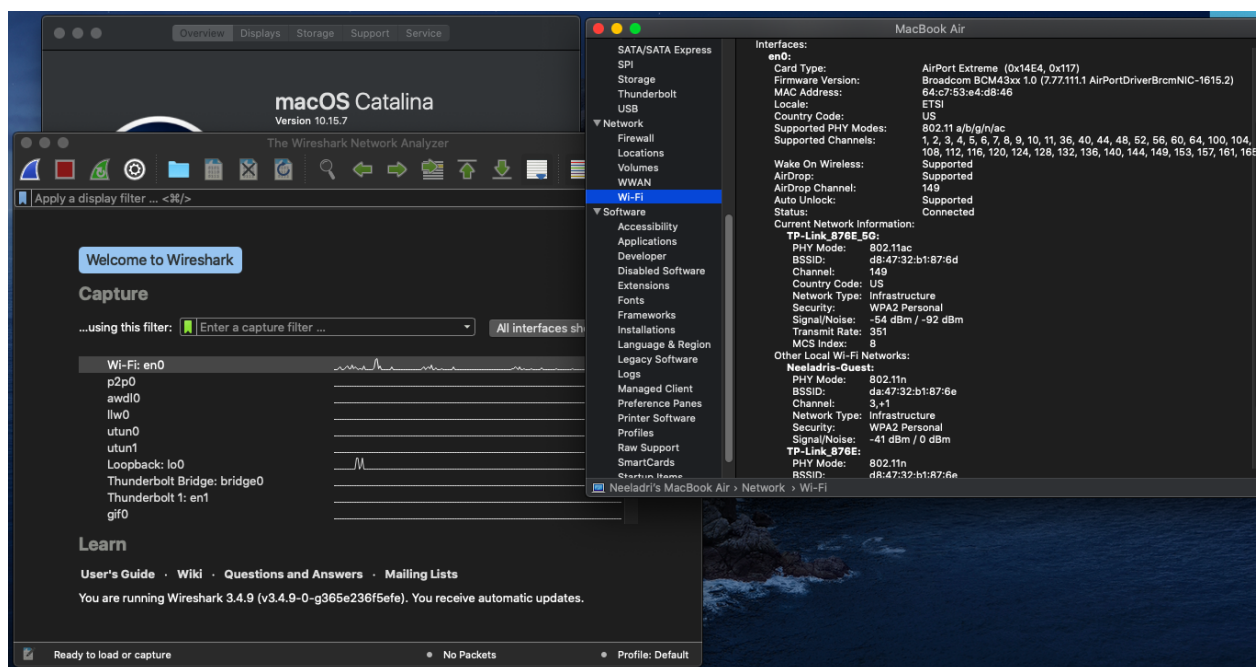 Overview Displays Storage Support Service
macOS Catalina
Version 10.15.7
The Wireshark Network Analyzer
Apply a display filter ... <⌘/>
Welcome to Wireshark
Capture
...using this filter: Enter a capture filter ...
All interfaces sh
Wi-Fi: en0
p2p0
awdl0
llw0
utun0
utun1
Loopback: lo0
Thunderbolt Bridge: bridge0
Thunderbolt 1: en1
gif0
Learn
User's Guide · Wiki · Questions and Answers · Mailing Lists
You are running Wireshark 3.4.9 (v3.4.9-0-g365e236f5efe). You receive automatic updates.
Ready to load or capture
No Packets
Profile: Default
MacBook Air
SATA/SATA Express
SPI
Storage
Thunderbolt
USB
Network
Firewall
Locations
Volumes
WWAN
Wi-Fi
Software
Accessibility
Applications
Developer
Disabled Software
Extensions
Fonts
Frameworks
Installations
Language & Region
Legacy Software
Logs
Managed Client
Preference Panes
Printer Software
Profiles
Raw Support
SmartCards
Startup Items
Interfaces:
en0:
Card Type: AirPort Extreme (0x14E4, 0x117)
Firmware Version: Broadcom BCM43xx 1.0 (7.77.111.1 AirPortDriverBrcmNIC-1615.2)
MAC Address: 64:c7:53:e4:d8:46
Locale: ETSI
Country Code: US
Supported PHY Modes: 802.11 a/b/g/n/ac
Supported Channels: 1, 2, 3, 4, 5, 6, 7, 8, 9, 10, 11, 36, 40, 44, 48, 52, 56, 60, 64, 100, 104,
108, 112, 116, 120, 124, 128, 132, 136, 140, 144, 149, 153, 157, 161, 165
Wake On Wireless: Supported
AirDrop: Supported
AirDrop Channel: 149
Auto Unlock: Supported
Status: Connected
Current Network Information:
TP-Link_876E_5G:
PHY Mode: 802.11ac
BSSID: d8:47:32:b1:87:6d
Channel: 149
Country Code: US
Network Type: Infrastructure
Security: WPA2 Personal
Signal/Noise: -54 dBm / -92 dBm
Transmit Rate: 351
MCS Index: 8
Other Local Wi-Fi Networks:
Neeladris-Guest:
PHY Mode: 802.11n
BSSID: da:47:32:b1:87:6e
Channel: 3,+1
Network Type: Infrastructure
Security: WPA2 Personal
Signal/Noise: -41 dBm / 0 dBm
TP-Link_876E:
PHY Mode: 802.11n
BSSID: d8:47:32:b1:87:6e
Neeladri's MacBook Air › Network › Wi-Fi